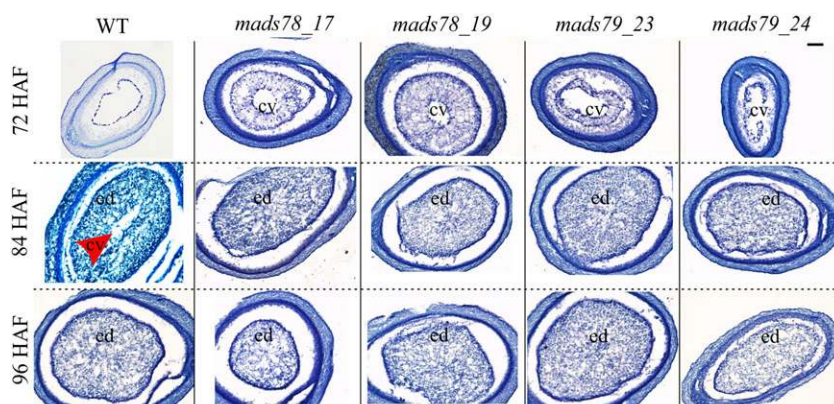 WT mads78_17 mads78_19 mads79_23 mads79_24
72 HAF cv cv cv cv
84 HAF ed cv ed ed ed ed
96 HAF ed ed ed ed ed